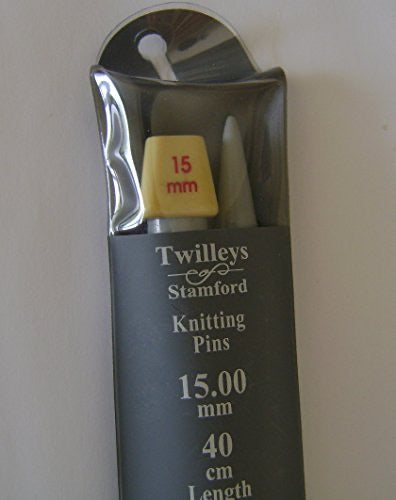 15
mm
Twilleys
of
Stamford
Knitting
Pins
15.00
mm
40
cm
Length